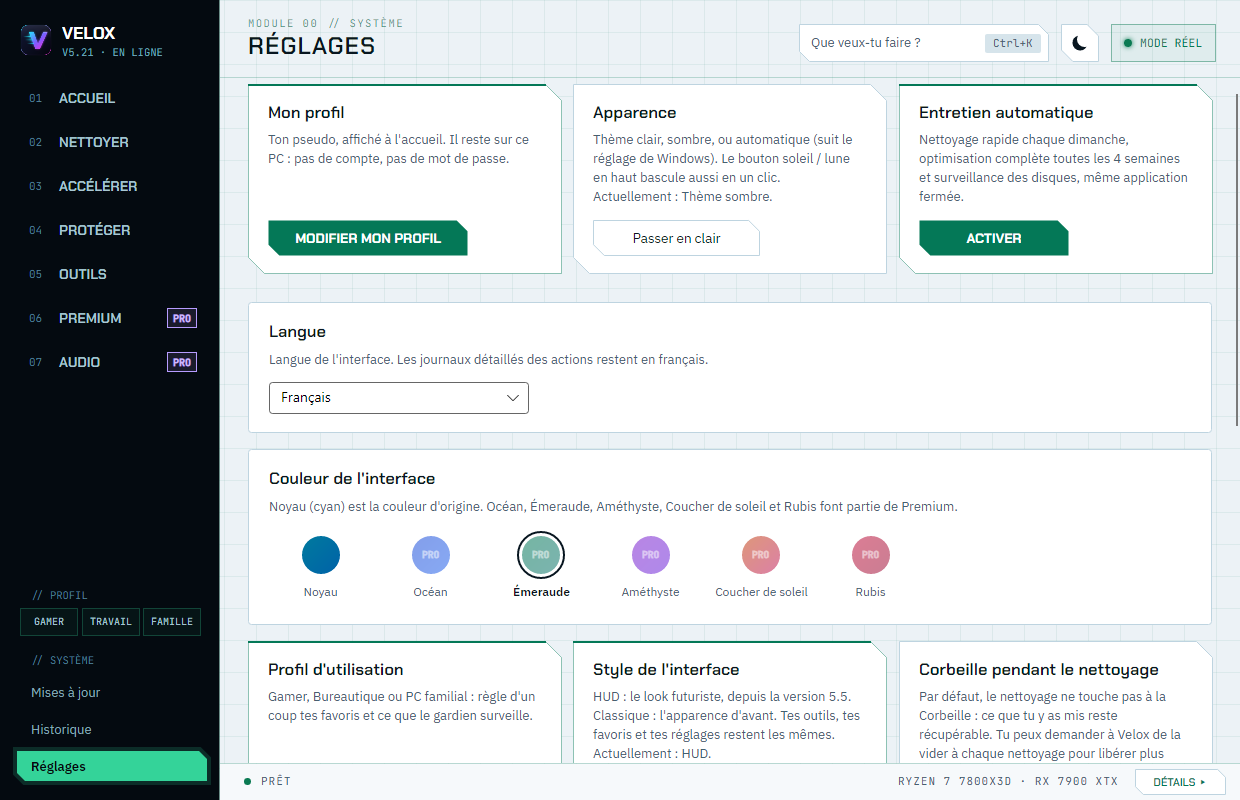 VELOX
V5.21 · EN LIGNE
01 ACCUEIL
02 NETTOYER
03 ACCÉLÉRER
04 PROTÉGER
05 OUTILS
06 PREMIUM PRO
07 AUDIO PRO
// PROFIL
GAMER TRAVAIL FAMILLE
// SYSTÈME
Mises à jour
Historique
Réglages
MODULE 00 // SYSTÈME
RÉGLAGES
Que veux-tu faire ? Ctrl+K
MODE RÉEL
Mon profil
Ton pseudo, affiché à l'accueil. Il reste sur ce
PC : pas de compte, pas de mot de passe.
MODIFIER MON PROFIL
Apparence
Thème clair, sombre, ou automatique (suit le
réglage de Windows). Le bouton soleil / lune
en haut bascule aussi en un clic.
Actuellement : Thème sombre.
Passer en clair
Entretien automatique
Nettoyage rapide chaque dimanche,
optimisation complète toutes les 4 semaines
et surveillance des disques, même application
fermée.
ACTIVER
Langue
Langue de l'interface. Les journaux détaillés des actions restent en français.
Français
Couleur de l'interface
Noyau (cyan) est la couleur d'origine. Océan, Émeraude, Améthyste, Coucher de soleil et Rubis font partie de Premium.
PRO PRO PRO PRO PRO
Noyau Océan Émeraude Améthyste Coucher de soleil Rubis
Profil d'utilisation
Gamer, Bureautique ou PC familial : règle d'un
coup tes favoris et ce que le gardien surveille.
Style de l'interface
HUD : le look futuriste, depuis la version 5.5.
Classique : l'apparence d'avant. Tes outils, tes
favoris et tes réglages restent les mêmes.
Actuellement : HUD.
Corbeille pendant le nettoyage
Par défaut, le nettoyage ne touche pas à la
Corbeille : ce que tu y as mis reste
récupérable. Tu peux demander à Velox de la
vider à chaque nettoyage pour libérer plus
PRÊT
RYZEN 7 7800X3D · RX 7900 XTX
DÉTAILS ▸